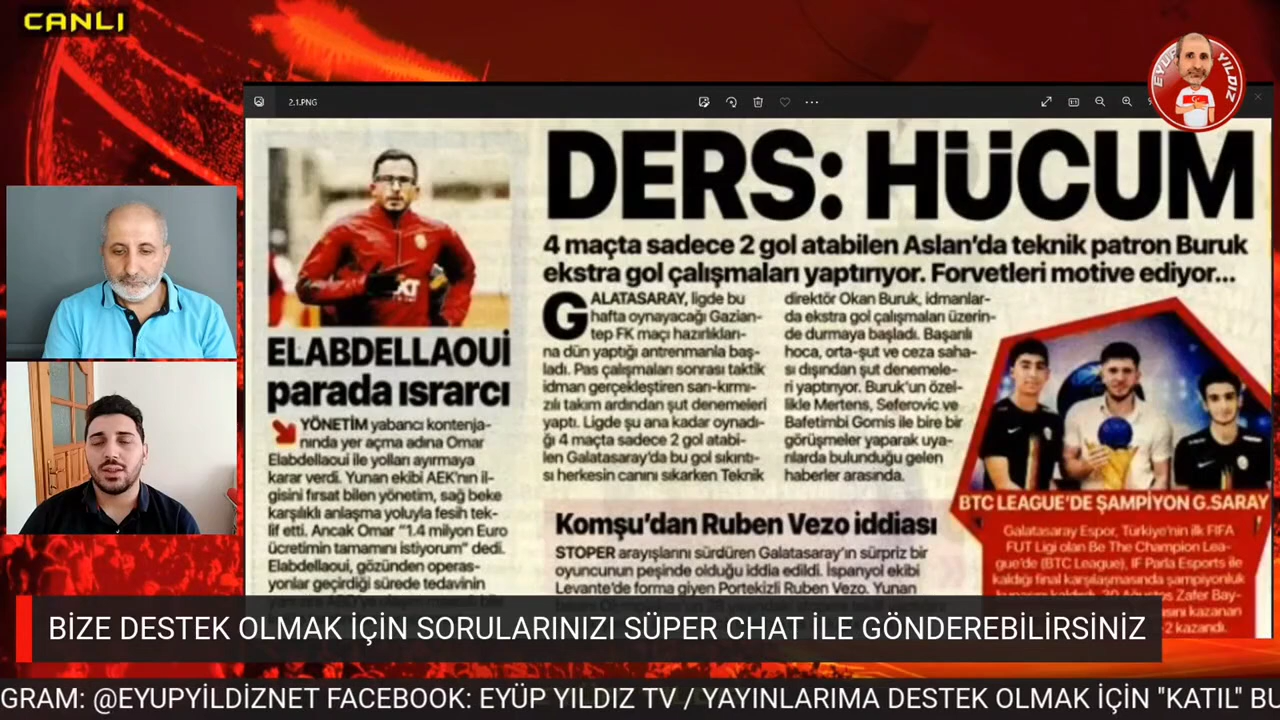 CANLI
EYÜP YILDIZ
2.1.PNG
DERS: HÜCUM
4 maçta sadece 2 gol atabilen Aslan'da teknik patron Buruk
ekstra gol çalışmaları yaptırıyor. Forvetleri motive ediyor...
ELABDELLAOUİ
parada ısrarcı
YÖNETİM yabancı kontenja-
nında yer açma adına Omar
Elabdellaoui ile yolları ayırmaya
karar verdi. Yunan ekibi AEK'nın il-
gisini fırsat bilen yönetim, sağ beke
karşılıklı anlaşma yoluyla fesih tek-
lif etti. Ancak Omar "1.4 milyon Euro
ücretimin tamamını istiyorum" dedi.
Elabdellaoui, gözünden operas-
yonlar geçirdiği sürede tedavinin
GALATASARAY, ligde bu
hafta oynayacağı Gazian-
tep FK maçı hazırlıkları-
na dün yaptığı antrenmanla baş-
ladı. Pas çalışmaları sonrası taktik
idman gerçekleştiren sarı-kırmı-
zılı takım ardından şut denemeleri
yaptı. Ligde şu ana kadar oynadı-
ğı 4 maçta sadece 2 gol atabi-
len Galatasaray'da bu gol sıkıntı-
sı herkesin canını sıkarken Teknik
direktör Okan Buruk, idmanlar-
da ekstra gol çalışmaları üzerin-
de durmaya başladı. Başarılı
hoca, orta-şut ve ceza saha-
sı dışından şut denemele-
ri yaptırıyor. Buruk'un özel-
likle Mertens, Seferovic ve
Bafetimbi Gomis ile bire bir
görüşmeler yaparak uya-
rılarda bulunduğu gelen
haberler arasında.
Komşu'dan Ruben Vezo iddiası
STOPER arayışlarını sürdüren Galatasaray'ın sürpriz bir
oyuncunun peşinde olduğu iddia edildi. İspanyol ekibi
Levante'de forma giyen Portekizli Ruben Vezo. Yunan
BTC LEAGUE'DE ŞAMPİYON G.SARAY
Galatasaray Espor, Türkiye'nin ilk FIFA
FUT Ligi olan Be The Champion Lea-
gue'de (BTC League), IF Parla Esports ile
kaldığı final karşılaşmasında şampiyonluk
30 Ağustos Zafer Bay-
kazanan
-2 kazandı.
BİZE DESTEK OLMAK İÇİN SORULARINIZI SÜPER CHAT İLE GÖNDEREBİLİRSİNİZ
GRAM: @EYUPYİLDİZNET FACEBOOK: EYÜP YILDIZ TV / YAYINLARIMA DESTEK OLMAK İÇİN "KATIL" BU